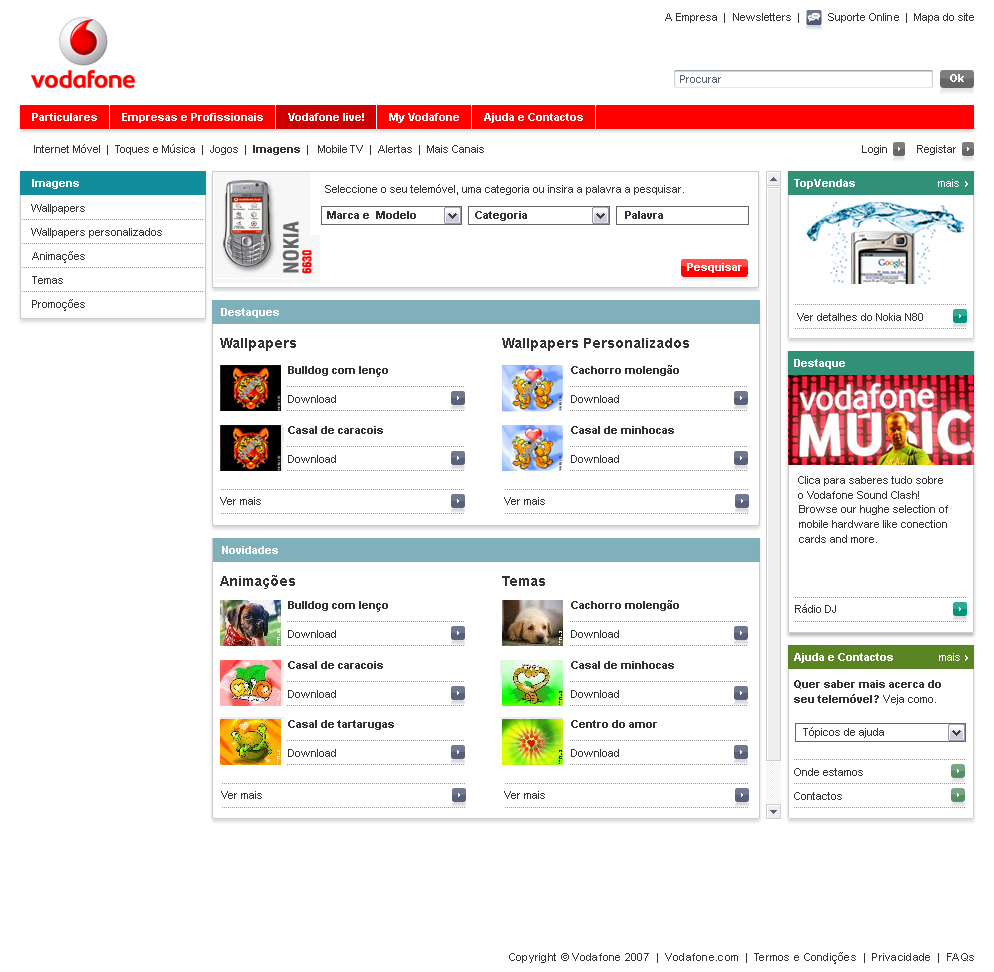 A Empresa | Newsletters | Suporte Online | Mapa do site
vodafone
Procurar
Ok
Particulares
Empresas e Profissionais
Vodafone live!
My Vodafone
Ajuda e Contactos
Internet Móvel | Toques e Música | Jogos | Imagens | Mobile TV | Alertas | Mais Canais
Login
Registar
Imagens
Wallpapers
Wallpapers personalizados
Animações
Temas
Promoções
NOKIA
6630
Seleccione o seu telemóvel, uma categoria ou insira a palavra a pesquisar.
Marca e Modelo
Categoria
Palavra
Pesquisar
Destaques
Wallpapers
Bulldog com lenço
Download
Casal de caracois
Download
Ver mais
Wallpapers Personalizados
Cachorro molengão
Download
Casal de minhocas
Download
Ver mais
Novidades
Animações
Bulldog com lenço
Download
Casal de caracois
Download
Casal de tartarugas
Download
Ver mais
Temas
Cachorro molengão
Download
Casal de minhocas
Download
Centro do amor
Download
Ver mais
TopVendas
mais ›
Google
Ver detalhes do Nokia N80
Destaque
vodafone
MUSIC
Clica para saberes tudo sobre
o Vodafone Sound Clash!
Browse our hughe selection of
mobile hardware like conection
cards and more.
Rádio DJ
Ajuda e Contactos
mais ›
Quer saber mais acerca do
seu telemóvel? Veja como.
Tópicos de ajuda
Onde estamos
Contactos
Copyright © Vodafone 2007 | Vodafone.com | Termos e Condições | Privacidade | FAQs